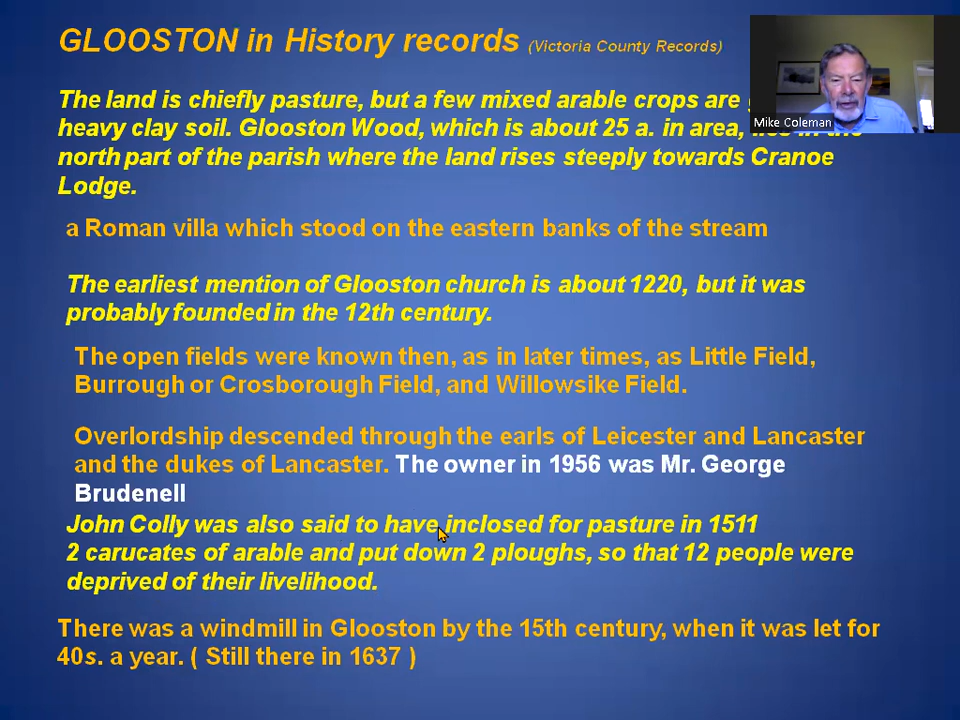 GLOOSTON in History records (Victoria County Records)
The land is chiefly pasture, but a few mixed arable crops are
heavy clay soil. Glooston Wood, which is about 25 a. in area, lies in the
north part of the parish where the land rises steeply towards Cranoe
Lodge.
a Roman villa which stood on the eastern banks of the stream
The earliest mention of Glooston church is about 1220, but it was
probably founded in the 12th century.
The open fields were known then, as in later times, as Little Field,
Burrough or Crosborough Field, and Willowsike Field.
Overlordship descended through the earls of Leicester and Lancaster
and the dukes of Lancaster. The owner in 1956 was Mr. George
Brudenell
John Colly was also said to have inclosed for pasture in 1511
2 carucates of arable and put down 2 ploughs, so that 12 people were
deprived of their livelihood.
There was a windmill in Glooston by the 15th century, when it was let for
40s. a year. ( Still there in 1637 )
Mike Coleman